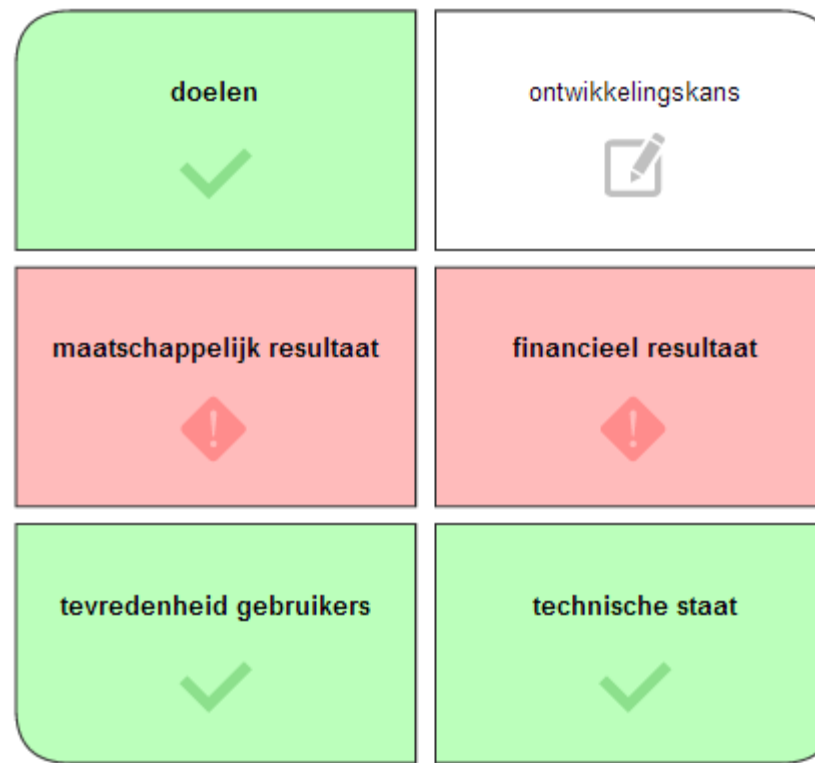 doelen
ontwikkelingskans
maatschappelijk resultaat
financieel resultaat
tevredenheid gebruikers
technische staat